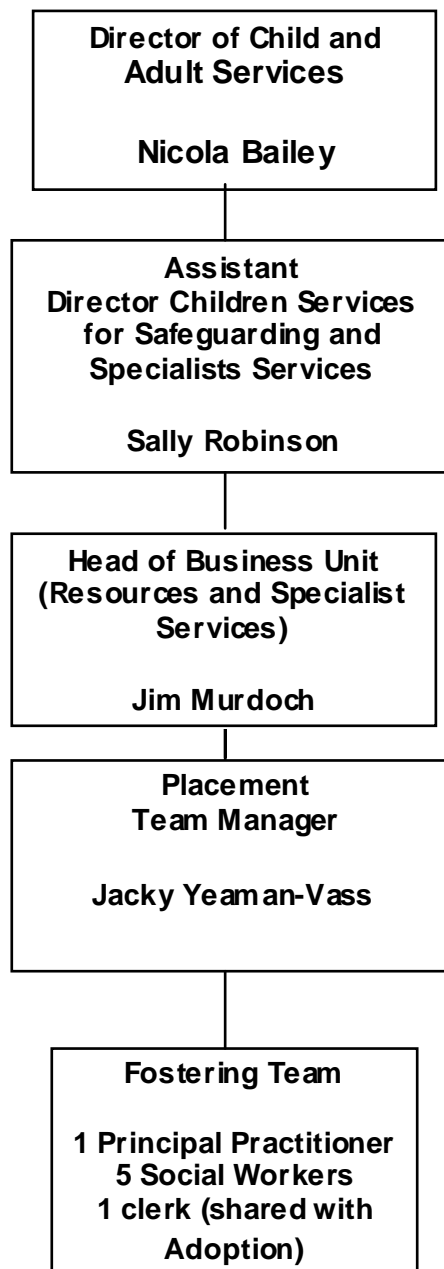 Director of Child and
Adult Services
Nicola Bailey
Assistant
Director Children Services
for Safeguarding and
Specialists Services
Sally Robinson
Head of Business Unit
(Resources and Specialist
Services)
Jim Murdoch
Placement
Team Manager
Jacky Yeaman-Vass
Fostering Team
1 Principal Practitioner
5 Social Workers
1 clerk (shared with
Adoption)